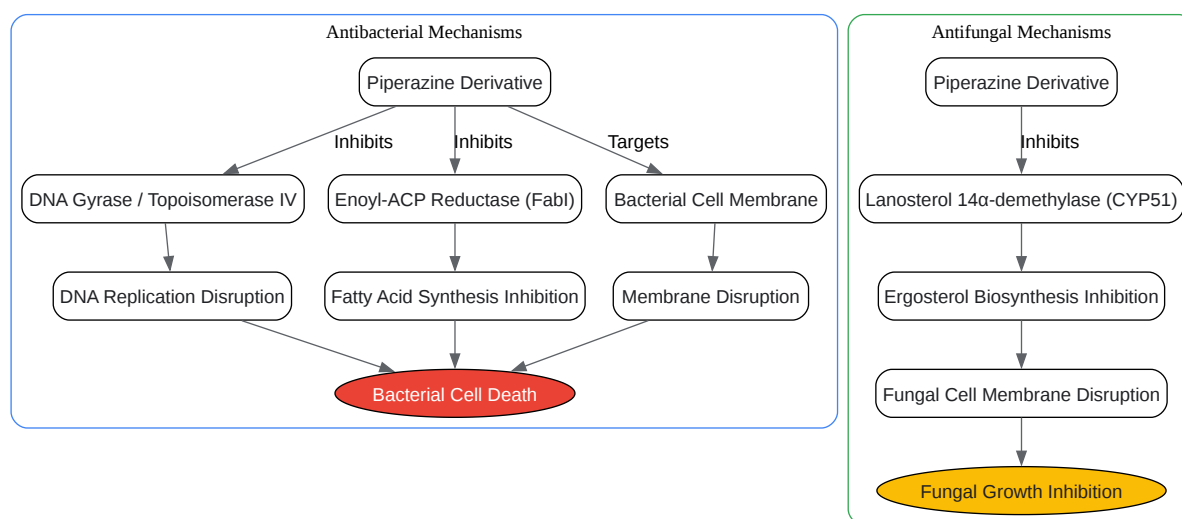 Antibacterial Mechanisms
Piperazine Derivative
Inhibits
Inhibits
Targets
DNA Gyrase / Topoisomerase IV
Enoyl-ACP Reductase (FabI)
Bacterial Cell Membrane
DNA Replication Disruption
Fatty Acid Synthesis Inhibition
Membrane Disruption
Bacterial Cell Death
Antifungal Mechanisms
Piperazine Derivative
Inhibits
Lanosterol 14α-demethylase (CYP51)
Ergosterol Biosynthesis Inhibition
Fungal Cell Membrane Disruption
Fungal Growth Inhibition